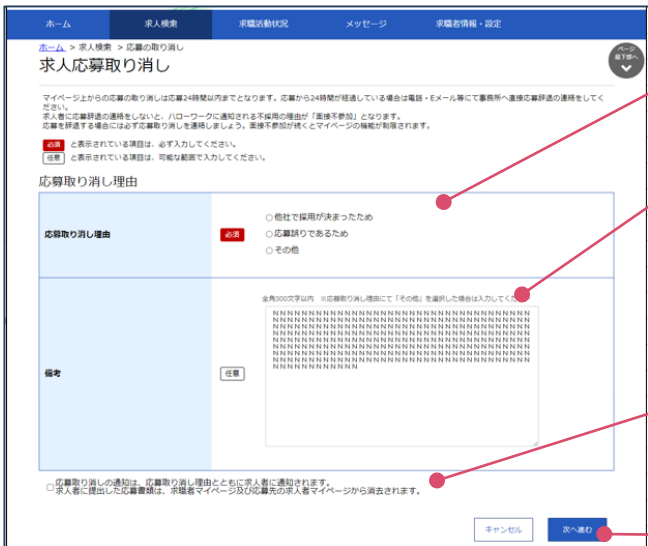 ホーム 求人検索 求職活動状況 メッセージ 求職者情報・設定
ホーム > 求人検索 > 応募の取り消し
求人応募取り消し
ページ
最下部へ
マイページ上からの応募の取り消しは応募24時間以内までとなります。応募から24時間が経過している場合は電話・Eメール等にて事務所へ直接応募辞退の連絡をしてく
ださい。
求人者に応募辞退の連絡をしないと、ハローワークに通知される不採用の理由が「面接不参加」となります。
応募を辞退する場合には必ず応募取り消しを連絡しましょう。面接不参加が続くとマイページの機能が制限されます。
必須 と表示されている項目は、必ず入力してください。
任意 と表示されている項目は、可能な範囲で入力してください。
応募取り消し理由
応募取り消し理由 必須
他社で採用が決まったため
応募誤りであるため
その他
全角300文字以内 ※応募取り消し理由にて「その他」を選択した場合は入力してくだ
備考 任意
NNNNNNNNNNNNNNNNNNNNNNNNNNNNNNNNNNN
NNNNNNNNNNNNNNNNNNNNNNNNNNNNNNNNNNN
NNNNNNNNNNNNNNNNNNNNNNNNNNNNNNNNNNN
NNNNNNNNNNNNNNNNNNNNNNNNNNNNNNNNNNN
NNNNNNNNNNNNNNNNNNNNNNNNNNNNNNNNNNN
NNNNNNNNNNNNNNNNNNNNNNNNNNNNNNNNNNN
NNNNNNNNNNNNNNNNNNNNNNNNNNNNNNNNNNN
NNNNNNNNNNNNNNNNNNNNNNNNNNNNNNNNNNN
NNNNNNNNNNNN
応募取り消しの通知は、応募取り消し理由とともに求人者に通知されます。
求人者に提出した応募書類は、求職者マイページ及び応募先の求人者マイページから消去されます。
キャンセル 次へ進む